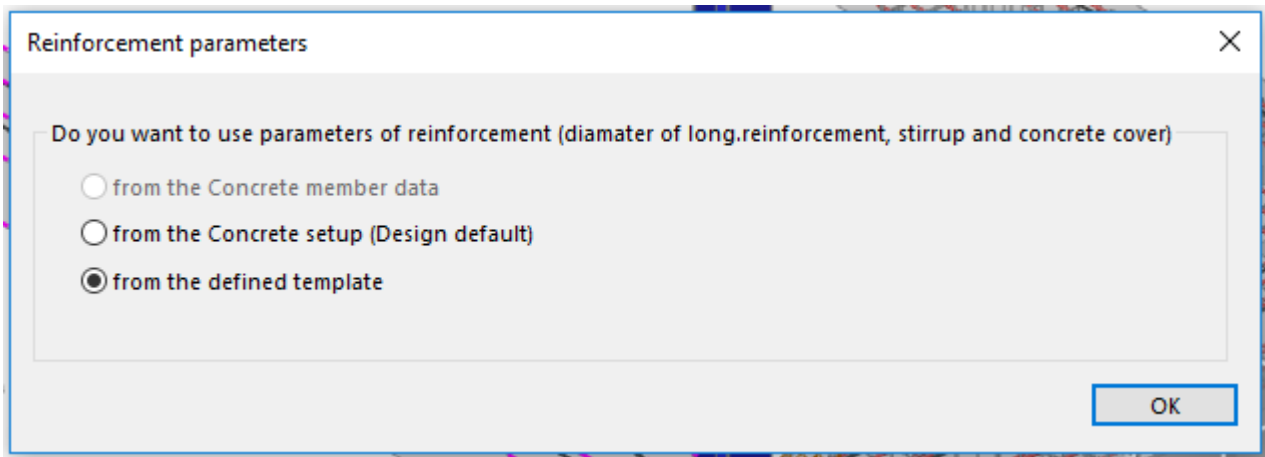 Reinforcement parameters
Do you want to use parameters of reinforcement (diamater of long.reinforcement, stirrup and concrete cover)
from the Concrete member data
from the Concrete setup (Design default)
from the defined template
OK